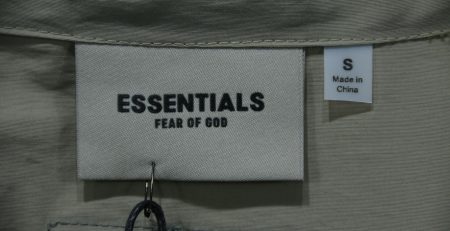 ESSENTIALS
FEAR OF GOD
S
Made in
China